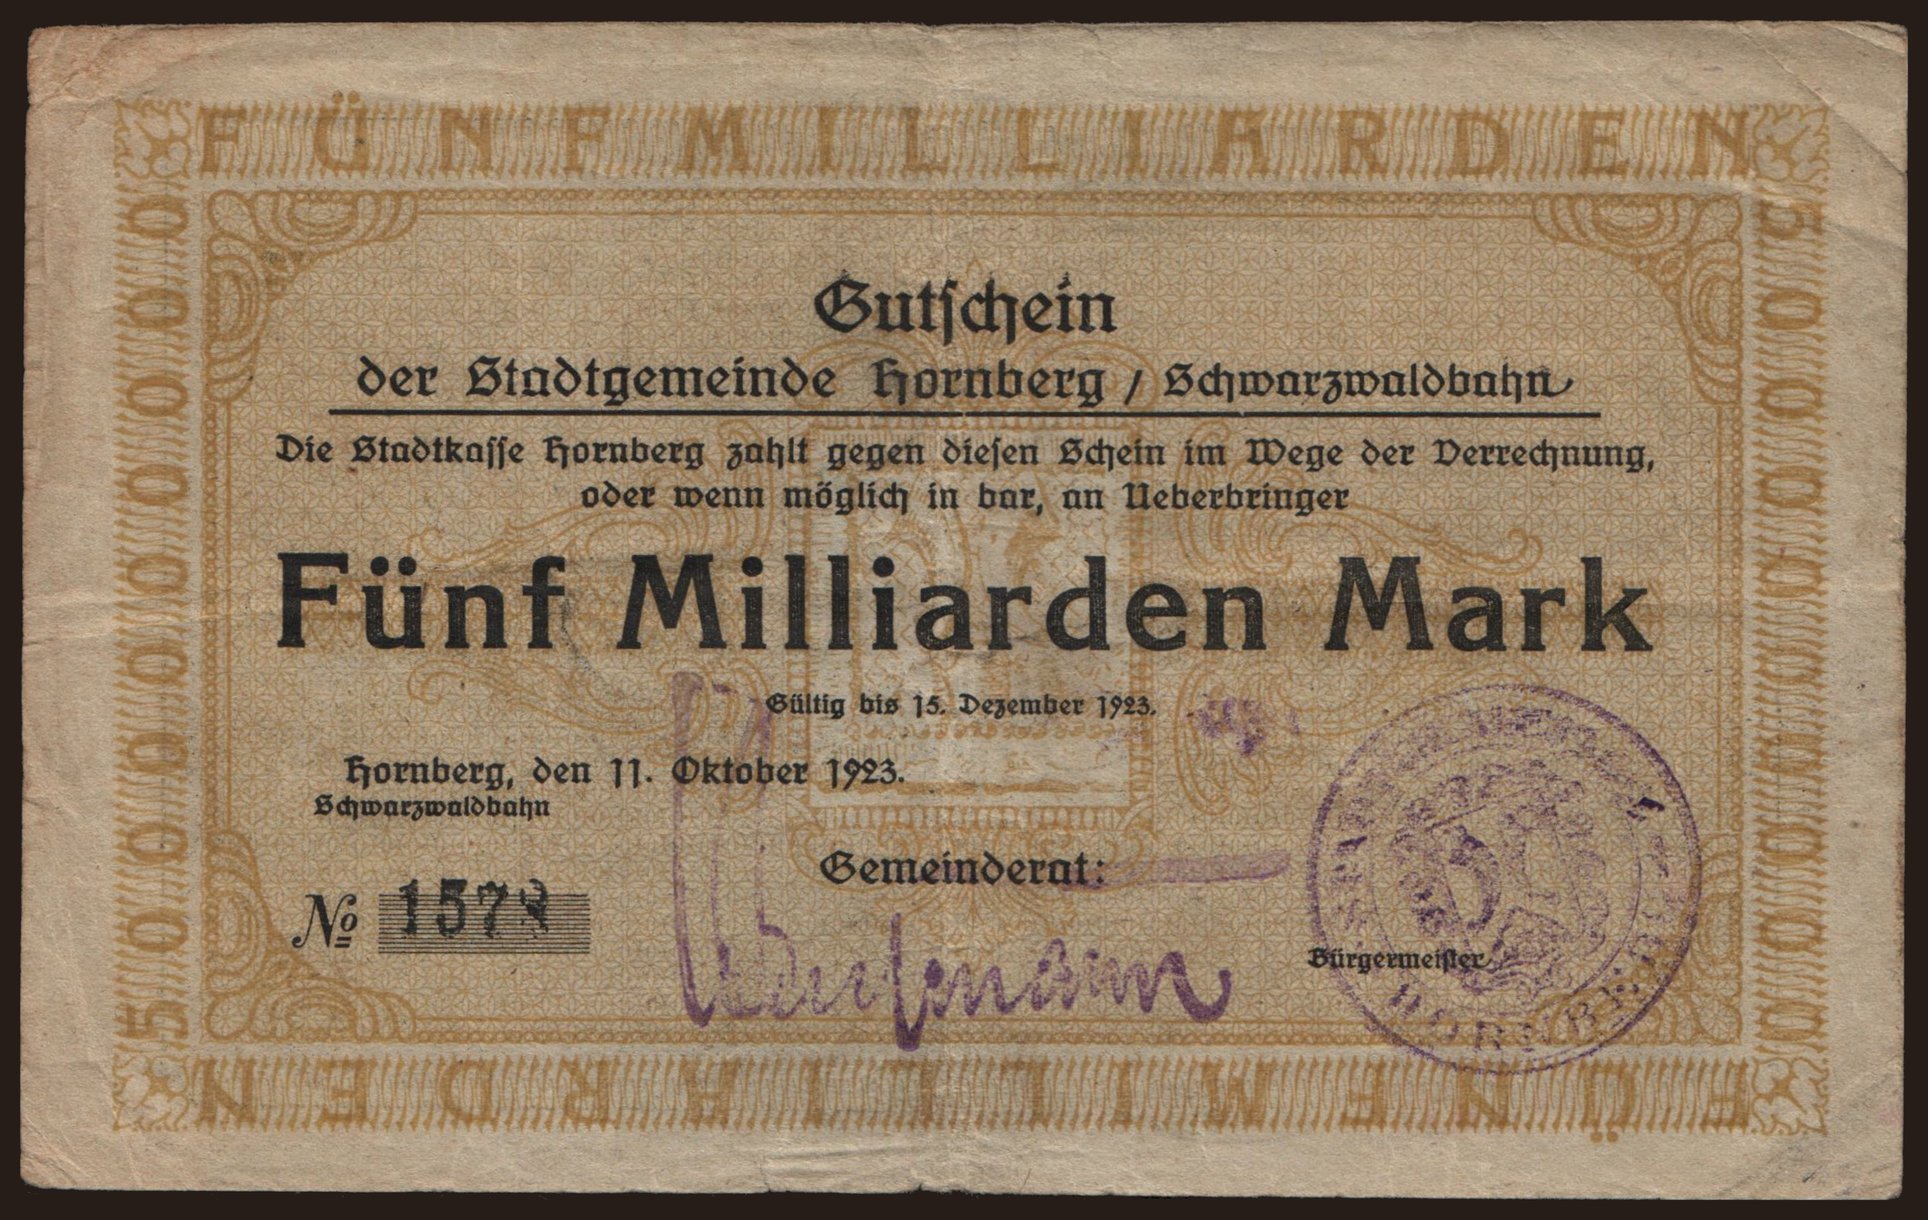 FÜNFMILLIARDEN
Gutschein
der Stadtgemeinde Hornberg / Schwarzwaldbahn
Die Stadtkasse Hornberg zahlt gegen diesen Schein im Wege der Verrechnung,
oder wenn möglich in bar, an Ueberbringer
Fünf Milliarden Mark
Gültig bis 15. Dezember 1923.
Hornberg, den 11. Oktober 1923.
Schwarzwaldbahn
Gemeinderat:
No 1578
Bürgermeister
HORNBERG
FÜNFMILLIARDEN
5000000000
5000000000